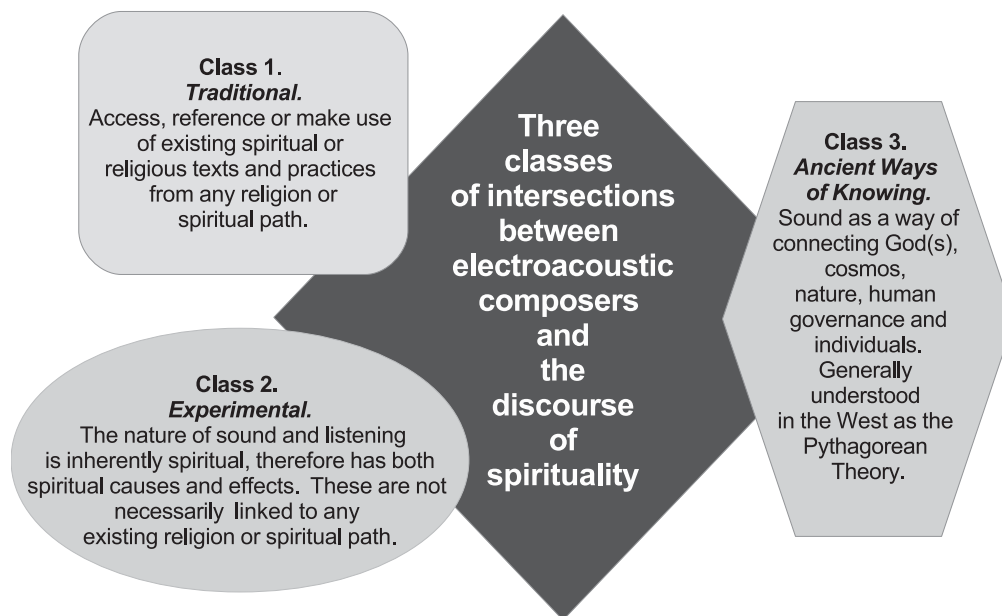 Class 1.
Traditional.
Access, reference or make use
of existing spiritual or
religious texts and practices
from any religion or
spiritual path.
Three
classes
of intersections
between
electroacoustic
composers
and
the
discourse
of
spirituality
Class 3.
Ancient Ways
of Knowing.
Sound as a way of
connecting God(s),
cosmos,
nature, human
governance and
individuals.
Generally
understood
in the West as the
Pythagorean
Theory.
Class 2.
Experimental.
The nature of sound and listening
is inherently spiritual, therefore has both
spiritual causes and effects. These are not
necessarily linked to any
existing religion or spiritual path.